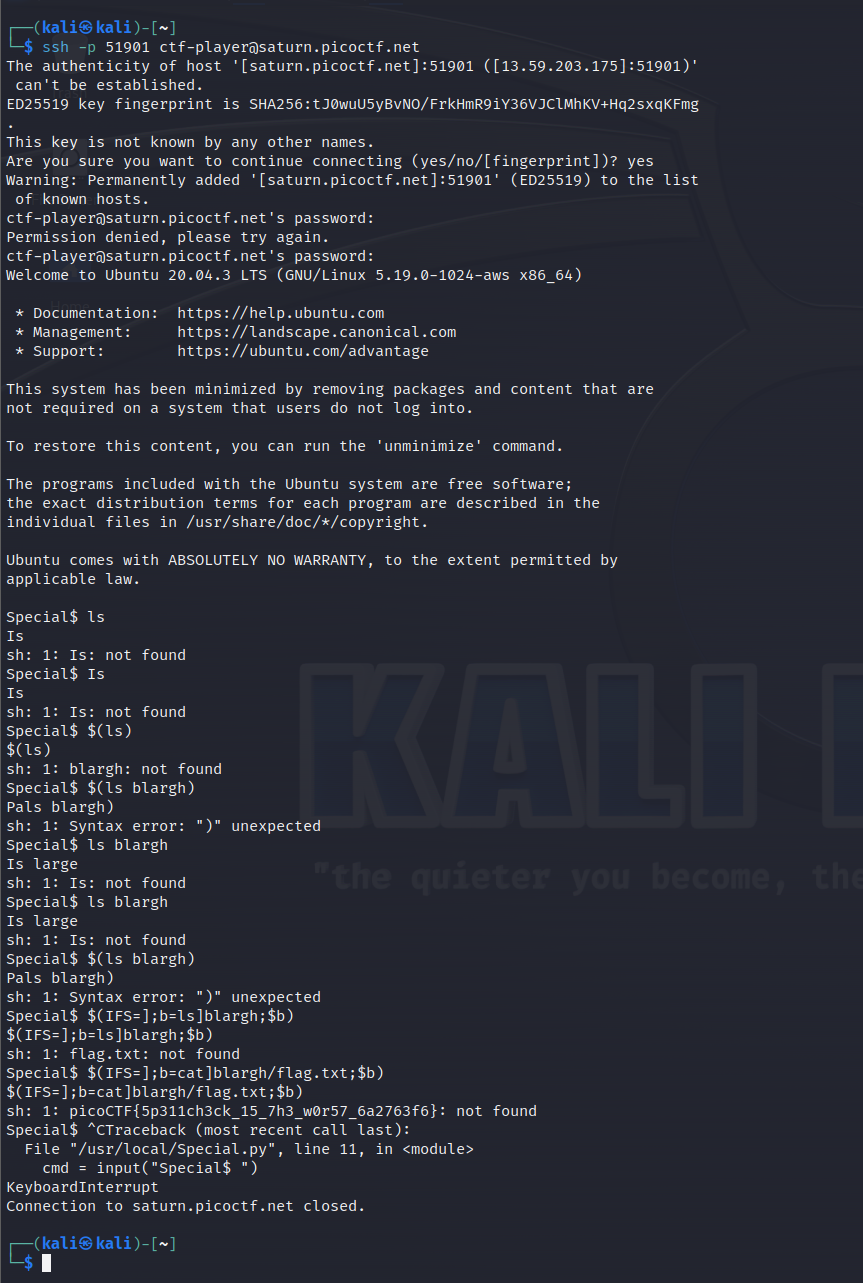 ┌──(kali㉿kali)-[~]
└─$ ssh -p 51901 ctf-player@saturn.picoctf.net
The authenticity of host '[saturn.picoctf.net]:51901 ([13.59.203.175]:51901)'
 can't be established.
ED25519 key fingerprint is SHA256:tJ0wuU5yBvNO/FrkHmR9iY36VJClMhKV+Hq2sxqKFmg
.
This key is not known by any other names.
Are you sure you want to continue connecting (yes/no/[fingerprint])? yes
Warning: Permanently added '[saturn.picoctf.net]:51901' (ED25519) to the list
 of known hosts.
ctf-player@saturn.picoctf.net's password:
Permission denied, please try again.
ctf-player@saturn.picoctf.net's password:
Welcome to Ubuntu 20.04.3 LTS (GNU/Linux 5.19.0-1024-aws x86_64)

 * Documentation:  https://help.ubuntu.com
 * Management:     https://landscape.canonical.com
 * Support:        https://ubuntu.com/advantage

This system has been minimized by removing packages and content that are
not required on a system that users do not log into.

To restore this content, you can run the 'unminimize' command.

The programs included with the Ubuntu system are free software;
the exact distribution terms for each program are described in the
individual files in /usr/share/doc/*/copyright.

Ubuntu comes with ABSOLUTELY NO WARRANTY, to the extent permitted by
applicable law.

Special$ ls
Is
sh: 1: Is: not found
Special$ Is
Is
sh: 1: Is: not found
Special$ $(ls)
$(ls)
sh: 1: blargh: not found
Special$ $(ls blargh)
Pals blargh)
sh: 1: Syntax error: ")" unexpected
Special$ ls blargh
Is large
sh: 1: Is: not found
Special$ ls blargh
Is large
sh: 1: Is: not found
Special$ $(ls blargh)
Pals blargh)
sh: 1: Syntax error: ")" unexpected
Special$ $(IFS=];b=ls]blargh;$b)
$(IFS=];b=ls]blargh;$b)
sh: 1: flag.txt: not found
Special$ $(IFS=];b=cat]blargh/flag.txt;$b)
$(IFS=];b=cat]blargh/flag.txt;$b)
sh: 1: picoCTF{5p311ch3ck_15_7h3_w0r57_6a2763f6}: not found
Special$ ^CTraceback (most recent call last):
  File "/usr/local/Special.py", line 11, in <module>
    cmd = input("Special$ ")
KeyboardInterrupt
Connection to saturn.picoctf.net closed.

┌──(kali㉿kali)-[~]
└─$
KALI
"the quieter you become, the